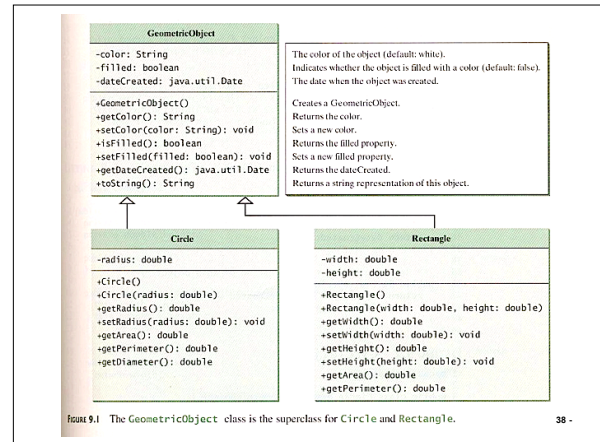 GeometricObject
-color: String
-filled: boolean
-dateCreated: java.util.Date
+GeometricObject()
+getColor(): String
+setColor(color: String): void
+isFilled(): boolean
+setFilled(filled: boolean): void
+getDateCreated(): java.util.Date
+toString(): String
The color of the object (default: white).
Indicates whether the object is filled with a color (default: false).
The date when the object was created.
Creates a GeometricObject.
Returns the color.
Sets a new color.
Returns the filled property.
Sets a new filled property.
Returns the dateCreated.
Returns a string representation of this object.
Circle
-radius: double
+Circle()
+Circle(radius: double)
+getRadius(): double
+setRadius(radius: double): void
+getArea(): double
+getPerimeter(): double
+getDiameter(): double
Rectangle
-width: double
-height: double
+Rectangle()
+Rectangle(width: double, height: double)
+getWidth(): double
+setWidth(width: double): void
+getHeight(): double
+setHeight(height: double): void
+getArea(): double
+getPerimeter(): double
FIGURE 9.1 The GeometricObject class is the superclass for Circle and Rectangle.
38 -